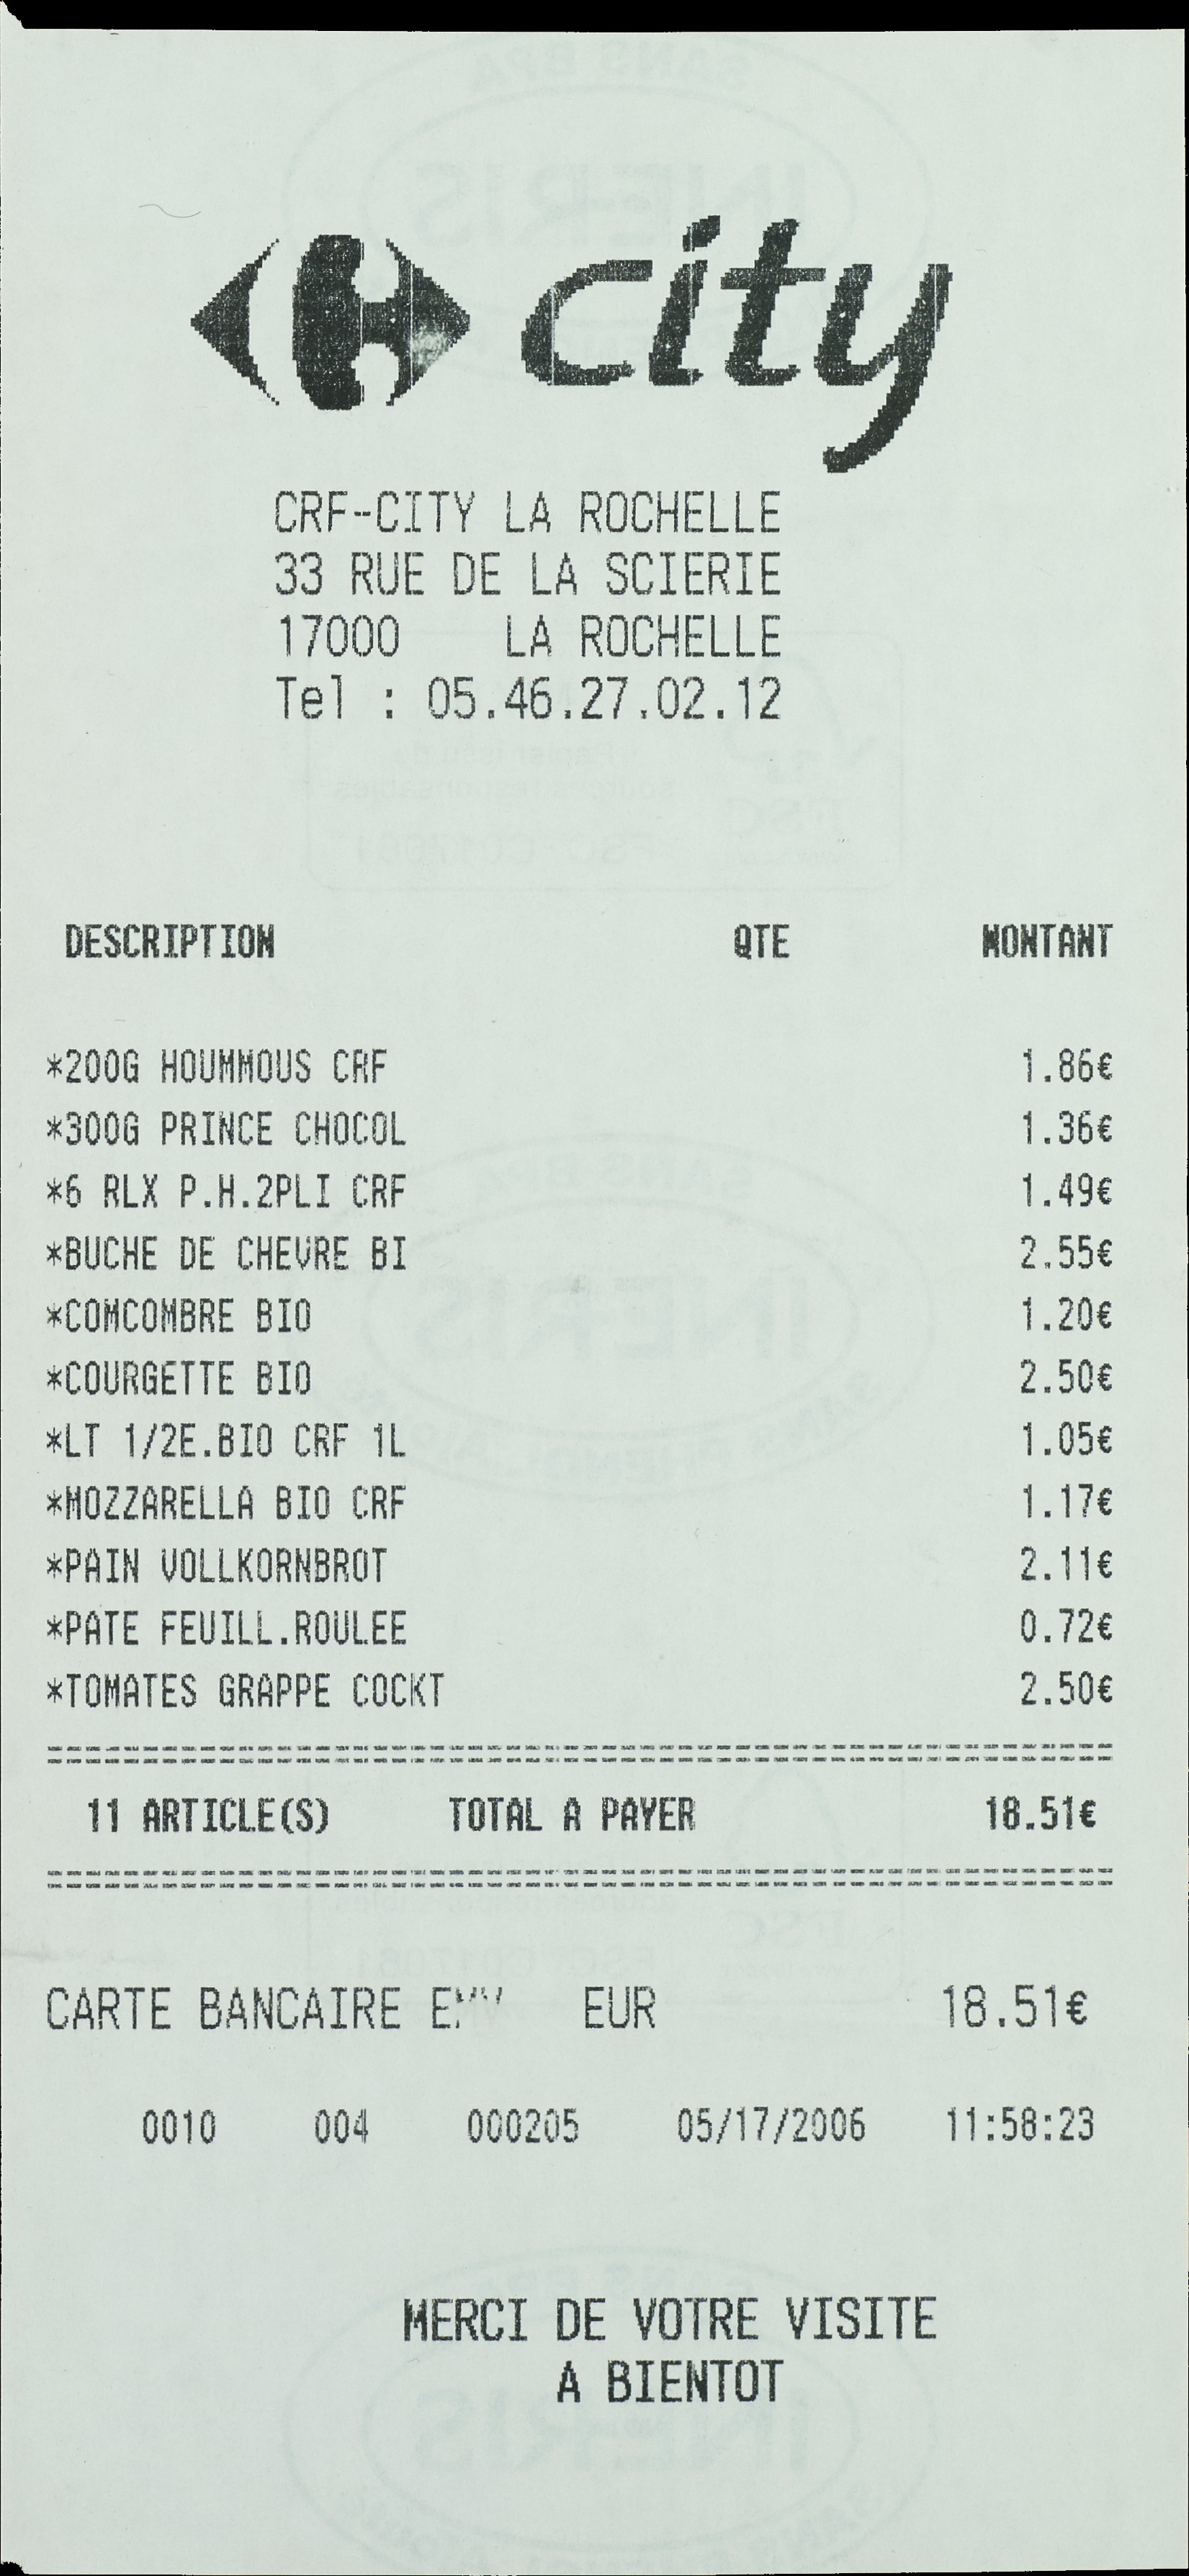 city
CRF-CITY LA ROCHELLE
33 RUE DE LA SCIERIE
17000 LA ROCHELLE
Tel : 05.46.27.02.12
DESCRIPTION QTE MONTANT
*200G HOUMMOUS CRF 1.86€
*300G PRINCE CHOCOL 1.36€
*6 RLX P.H.2PLI CRF 1.49€
*BUCHE DE CHEVRE BI 2.55€
*COMCOMBRE BIO 1.20€
*COURGETTE BIO 2.50€
*LT 1/2E.BIO CRF 1L 1.05€
*MOZZARELLA BIO CRF 1.17€
*PAIN VOLLKORNBROT 2.11€
*PATE FEUILL.ROULEE 0.72€
*TOMATES GRAPPE COCKT 2.50€
11 ARTICLE(S) TOTAL A PAYER 18.51€
CARTE BANCAIRE EMV EUR 18.51€
0010 004 000205 05/17/2006 11:58:23
MERCI DE VOTRE VISITE
A BIENTOT